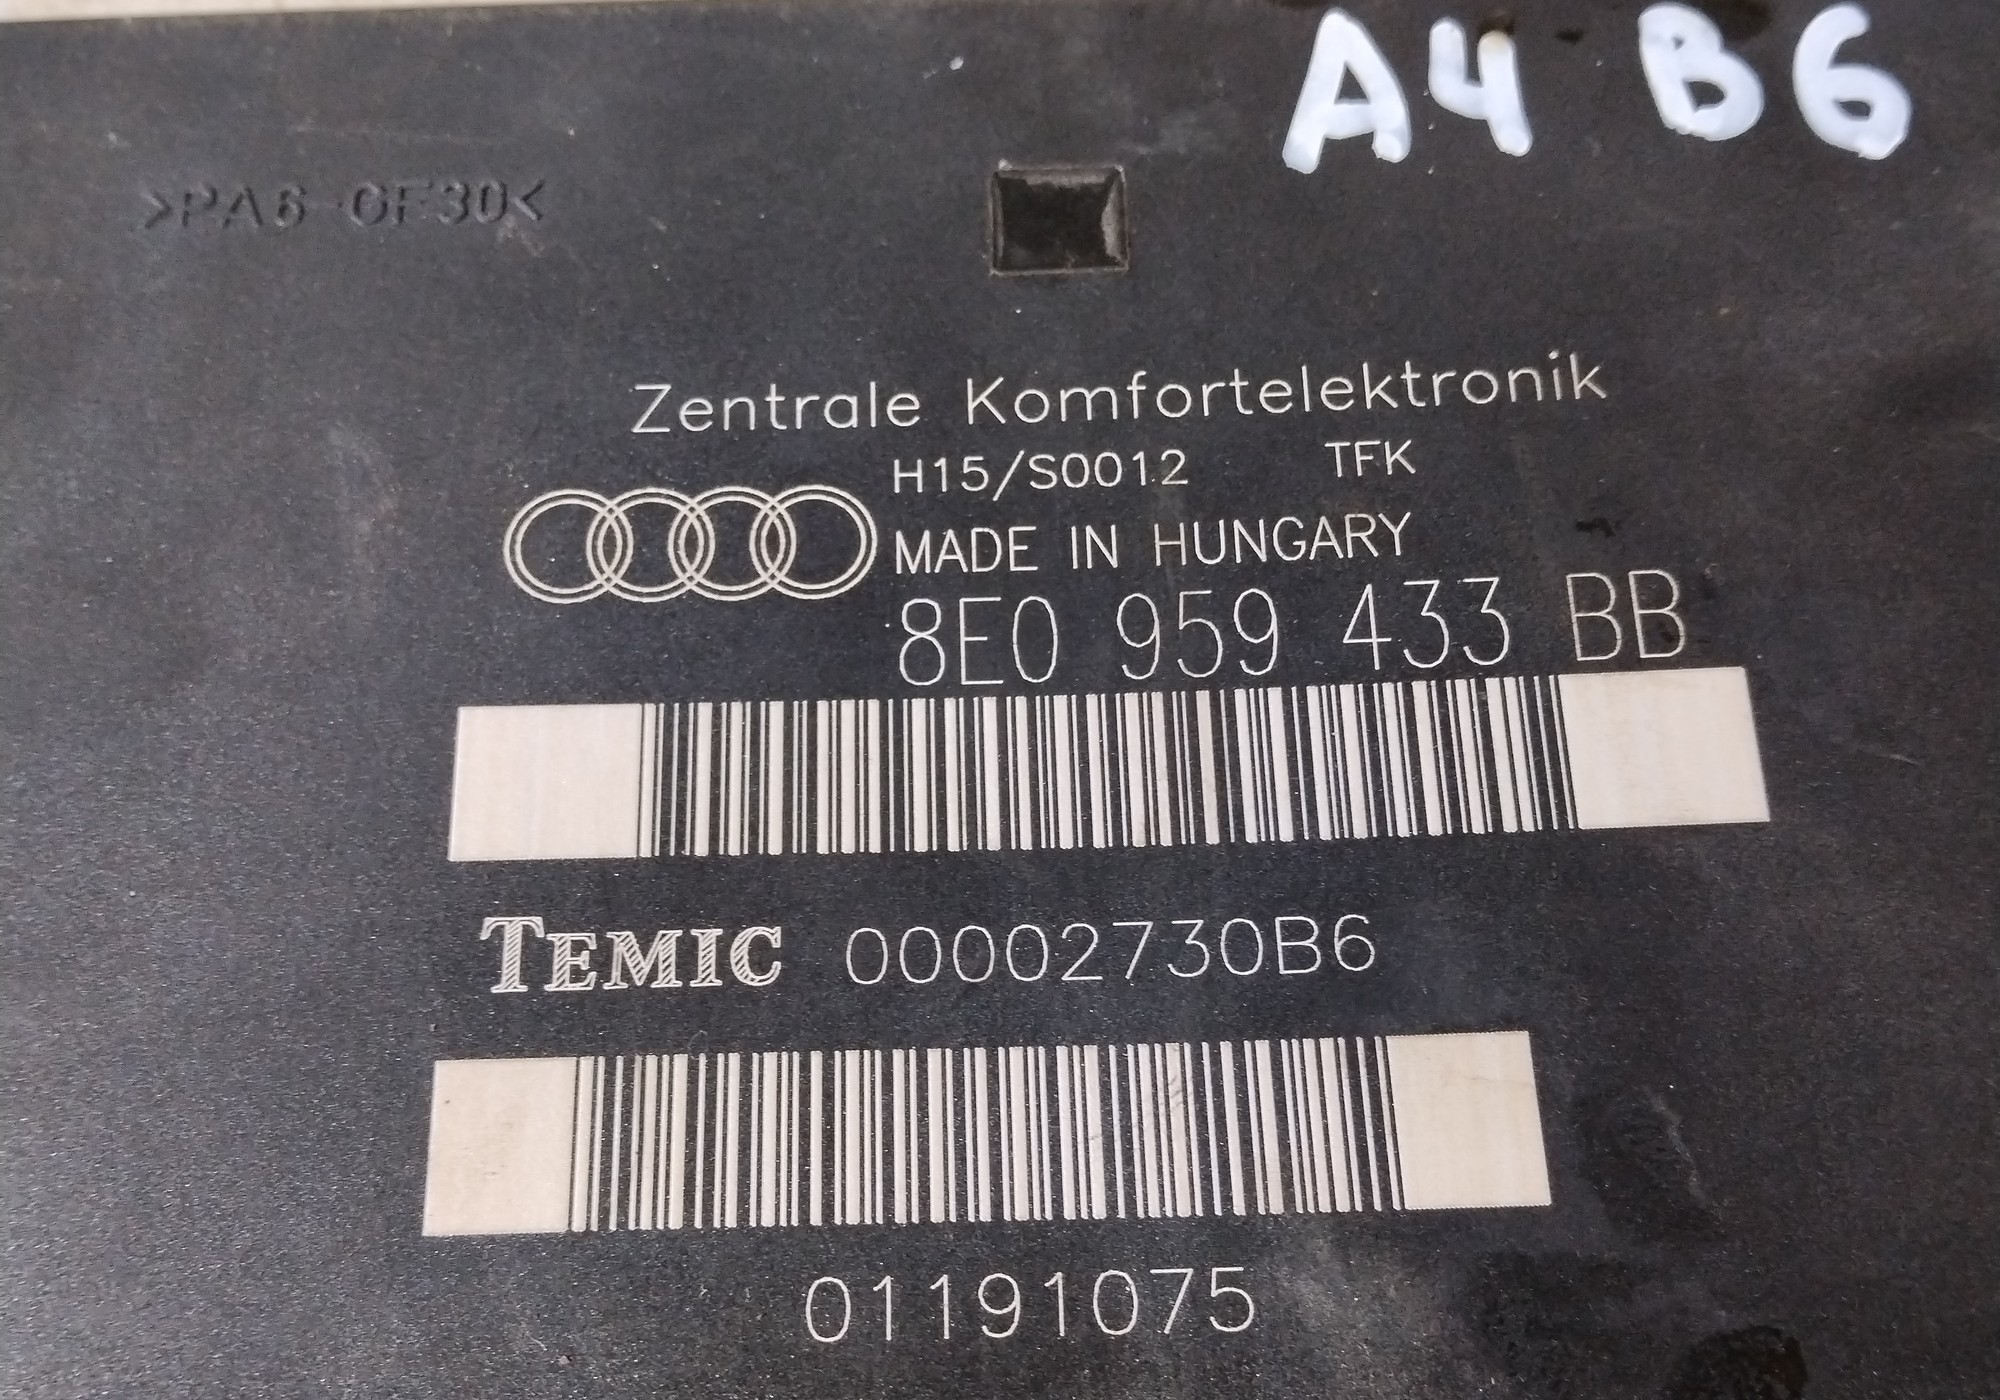 A4 B6
>PA6 GF30<
Zentrale Komfortelektronik
H15/S0012 TFK
MADE IN HUNGARY
8E0 959 433 BB
TEMIC 00002730B6
01191075